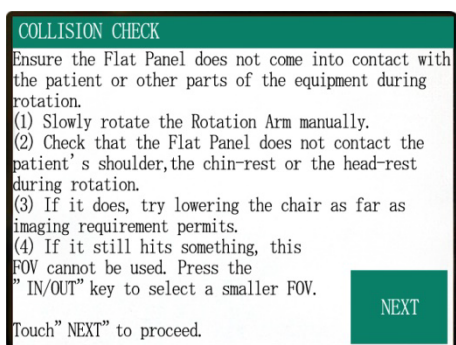 COLLISION CHECK
Ensure the Flat Panel does not come into contact with
the patient or other parts of the equipment during
rotation.
(1) Slowly rotate the Rotation Arm manually.
(2) Check that the Flat Panel does not contact the
patient's shoulder,the chin-rest or the head-rest
during rotation.
(3) If it does, try lowering the chair as far as
imaging requirement permits.
(4) If it still hits something, this
FOV cannot be used. Press the
"IN/OUT" key to select a smaller FOV.
NEXT
Touch"NEXT" to proceed.